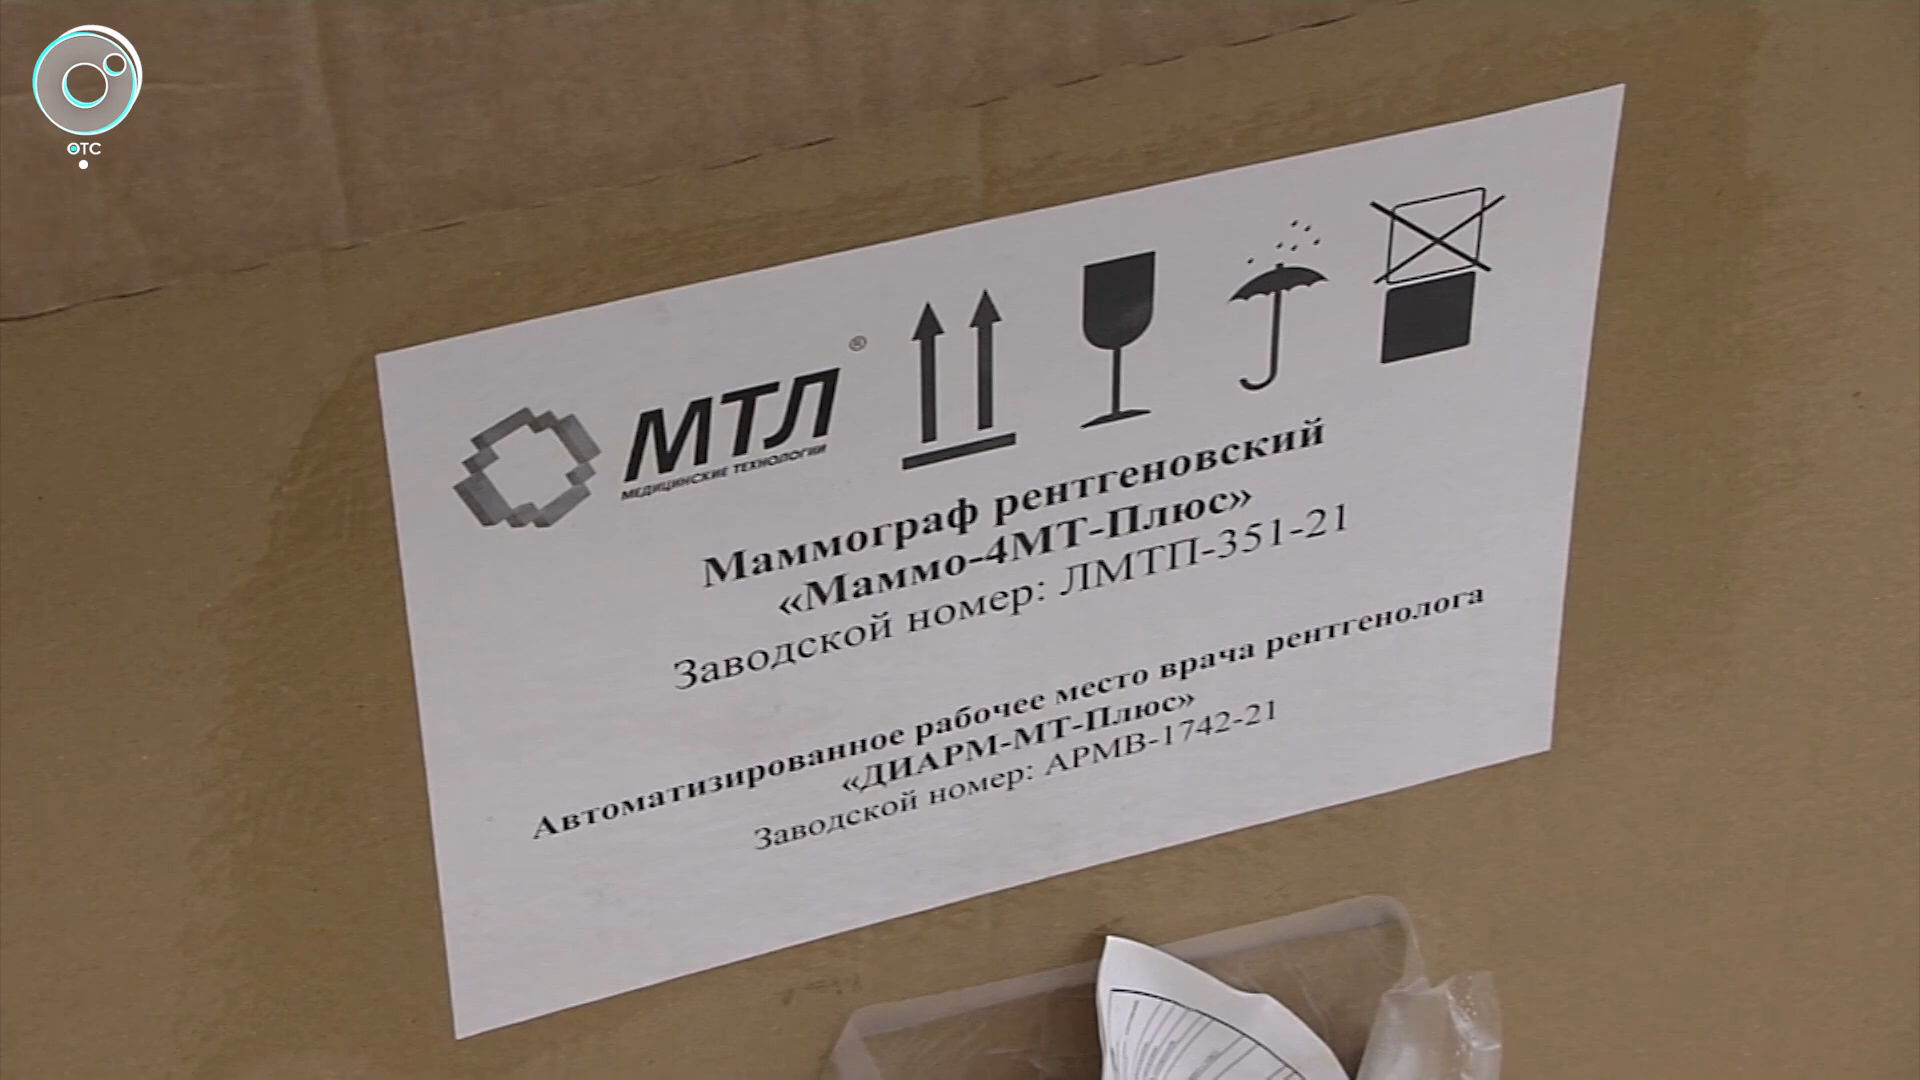 ОТС
МТЛ ®
МЕДИЦИНСКИЕ ТЕХНОЛОГИИ
Маммограф рентгеновский
«Маммо-4МТ-Плюс»
Заводской номер: ЛМТП-351-21
Автоматизированное рабочее место врача рентгенолога
«ДИАРМ-МТ-Плюс»
Заводской номер: АРМВ-1742-21